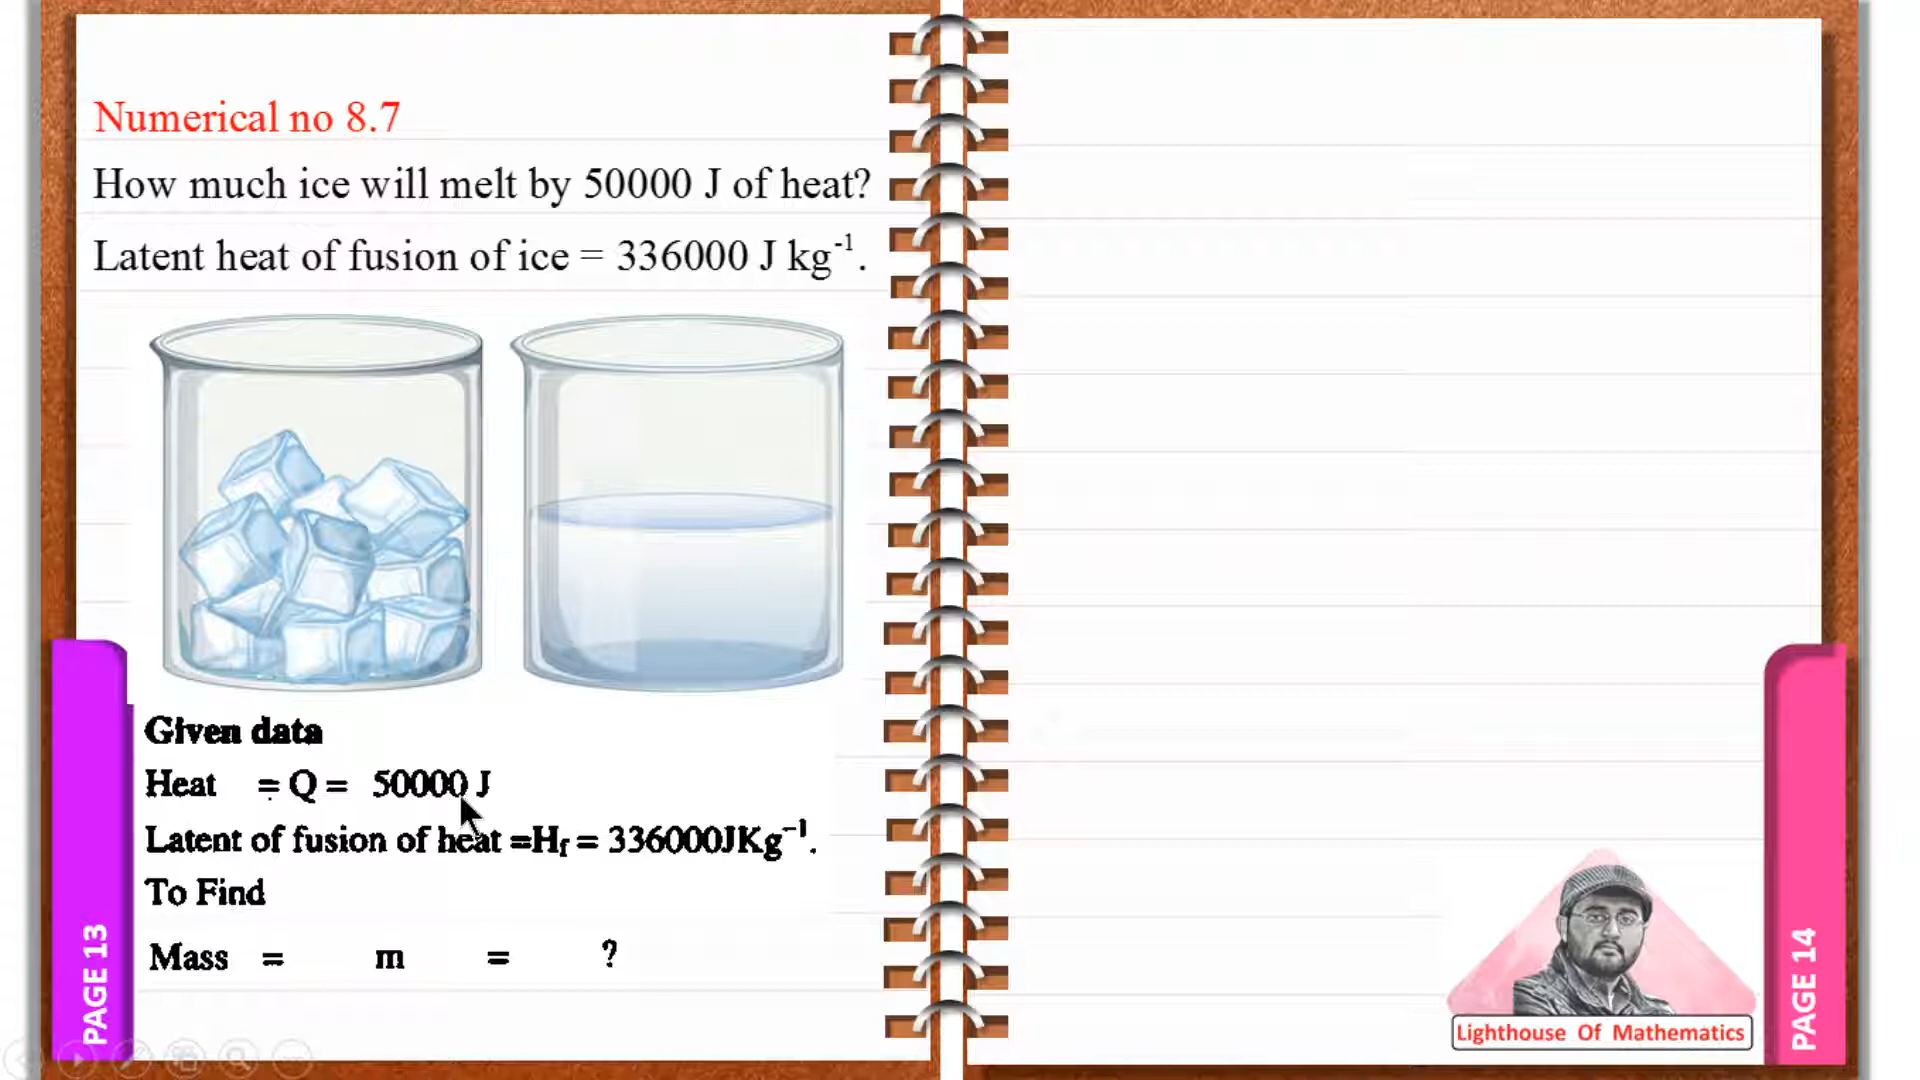 Numerical no 8.7
How much ice will melt by 50000 J of heat?
Latent heat of fusion of ice = 336000 J kg⁻¹.
Given data
Heat = Q = 50000 J
Latent of fusion of heat =Hf = 336000JKg⁻¹.
To Find
Mass = m = ?
PAGE 13
PAGE 14
Lighthouse Of Mathematics